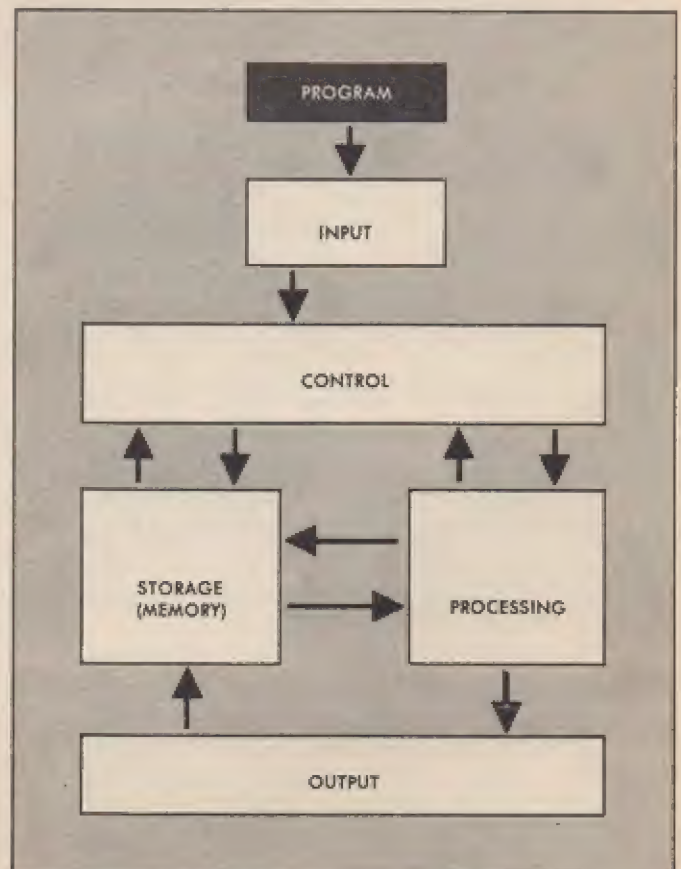 PROGRAM
INPUT
CONTROL
STORAGE
(MEMORY)
PROCESSING
OUTPUT